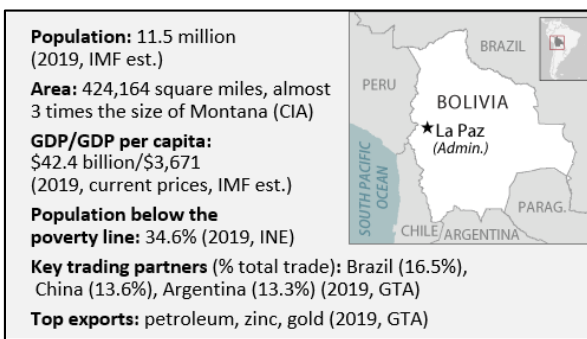 Population: 11.5 million
(2019, IMF est.)
Area: 424,164 square miles, almost
3 times the size of Montana (CIA)
GDP/GDP per capita:
$42.4 billion/$3,671
(2019, current prices, IMF est.)
Population below the
poverty line: 34.6% (2019, INE)
Key trading partners (% total trade): Brazil (16.5%),
China (13.6%), Argentina (13.3%) (2019, GTA)
Top exports: petroleum, zinc, gold (2019, GTA)
BRAZIL
PERU
BOLIVIA
La Paz
(Admin.)
SOUTH PACIFIC
OCEAN
PARAG.
CHILE
ARGENTINA